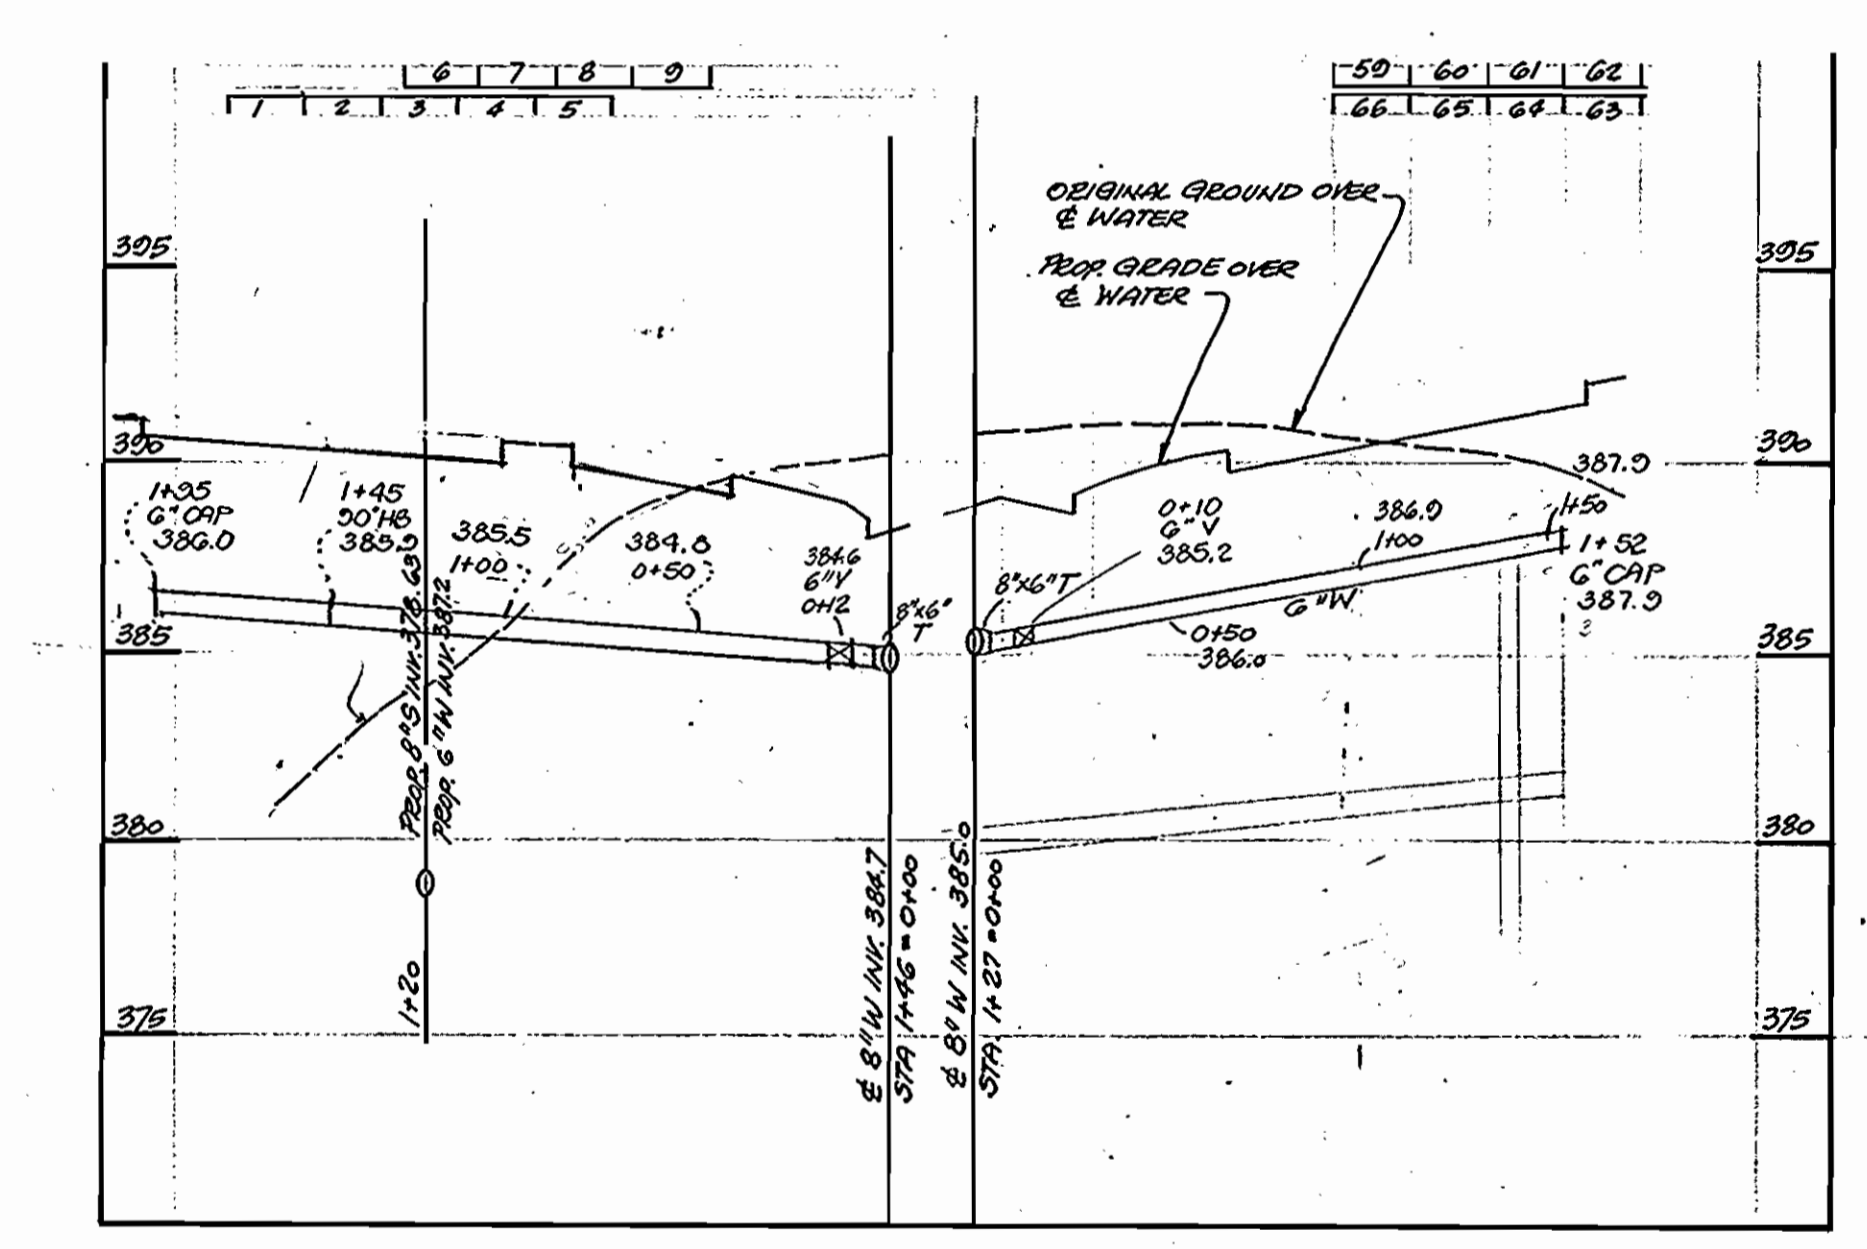 6 7 8 9
1 2 3 4 5
59 60 61 62
66 65 64 63
ORIGINAL GROUND OVER
℄ WATER
PROP. GRADE OVER
℄ WATER
395
395
390
390
385
385
380
380
375
375
1+95
6" CAP
386.0
1+45
90° HB
385.9
385.5
1+00
384.8
0+50
384.6
6" V
0+12
8"x6"
T
8"x6" T
0+10
6" V
385.2
386.9
1+00
387.9
1+50
1+52
6" CAP
387.9
6" W
0+50
386.0
PROP. 8" S INV. 378.63
PROP. 6" W INV. 387.2
1+20
℄ 8" W INV. 384.7
STA 1+46 = 0+00
℄ 8" W INV. 385.0
STA. 1+27 = 0+00